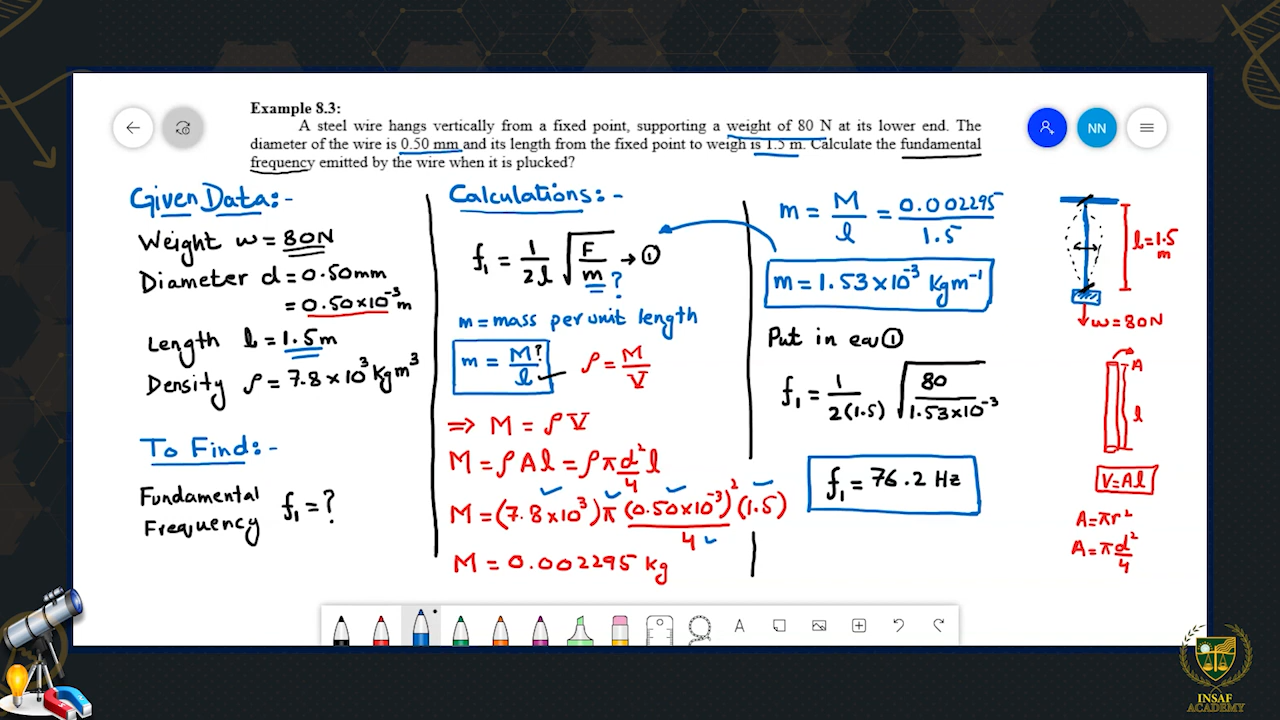 Example 8.3:
A steel wire hangs vertically from a fixed point, supporting a weight of 80 N at its lower end. The
diameter of the wire is 0.50 mm and its length from the fixed point to weigh is 1.5 m. Calculate the fundamental
frequency emitted by the wire when it is plucked?
NN
Given Data:-
Weight w = 80N
Diameter d = 0.50mm
= 0.50×10⁻³m
Length l = 1.5m
Density ρ = 7.8×10³Kgm³
To Find:-
Fundamental
Frequency f₁ = ?
Calculations:-
f₁ = 1/2l √F/m → ①
?
m = mass per unit length
m = M?/l ρ = M/V
⇒ M = ρV
M = ρAl = ρπd²/4 l
M = (7.8×10³)π(0.50×10⁻³)²(1.5)/4
M = 0.002295 kg
m = M/l = 0.002295/1.5
m = 1.53×10⁻³ Kgm⁻¹
Put in eq ①
f₁ = 1/2(1.5) √80/1.53×10⁻³
f₁ = 76.2 Hz
l=1.5
m
w=80N
A
l
V=Al
A=πr²
A=πd²/4
A
INSAF
ACADEMY